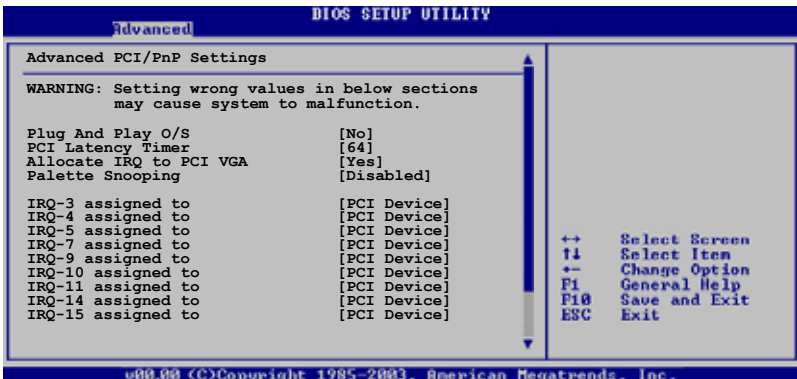 BIOS SETUP UTILITY
Advanced
Advanced PCI/PnP Settings
WARNING: Setting wrong values in below sections
may cause system to malfunction.
Plug And Play O/S [No]
PCI Latency Timer [64]
Allocate IRQ to PCI VGA [Yes]
Palette Snooping [Disabled]
IRQ-3 assigned to [PCI Device]
IRQ-4 assigned to [PCI Device]
IRQ-5 assigned to [PCI Device]
IRQ-7 assigned to [PCI Device]
IRQ-9 assigned to [PCI Device]
IRQ-10 assigned to [PCI Device]
IRQ-11 assigned to [PCI Device]
IRQ-14 assigned to [PCI Device]
IRQ-15 assigned to [PCI Device]
↔ Select Screen
↑↓ Select Item
+- Change Option
F1 General Help
F10 Save and Exit
ESC Exit
v00.00 (C)Copyright 1985-2003, American Megatrends, Inc.